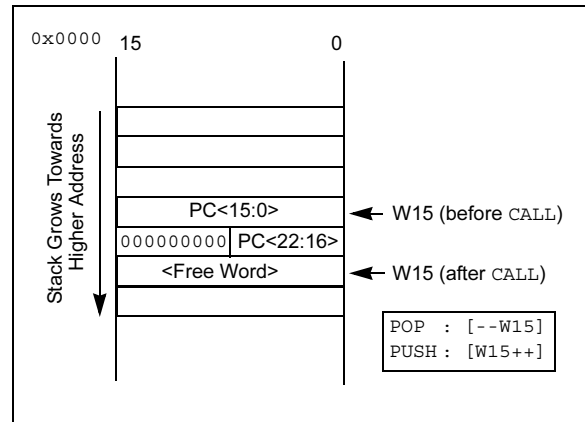 0x0000
15 0
Stack Grows Towards
Higher Address
PC<15:0>
W15 (before CALL)
000000000 PC<22:16>
<Free Word>
W15 (after CALL)
POP : [--W15]
PUSH : [W15++]